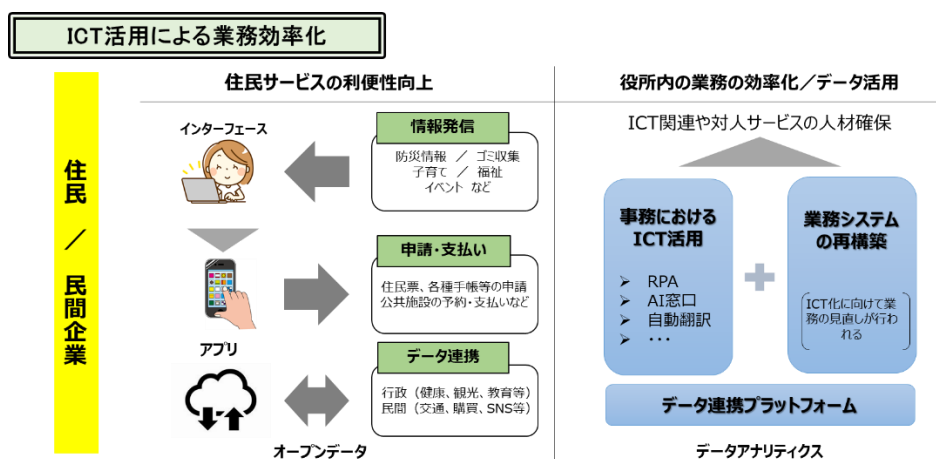 ICT活用による業務効率化
住民サービスの利便性向上
役所内の業務の効率化／データ活用
住民／民間企業
インターフェース
情報発信
防災情報 ／ ゴミ収集
子育て ／ 福祉
イベント など
アプリ
申請・支払い
住民票、各種手帳等の申請
公共施設の予約・支払いなど
データ連携
行政（健康、観光、教育等）
民間（交通、購買、SNS等）
オープンデータ
ICT関連や対人サービスの人材確保
事務における
ICT活用
➢ RPA
➢ AI窓口
➢ 自動翻訳
➢ ・・・
業務システム
の再構築
ICT化に向けて業
務の見直しが行わ
れる
データ連携プラットフォーム
データアナリティクス